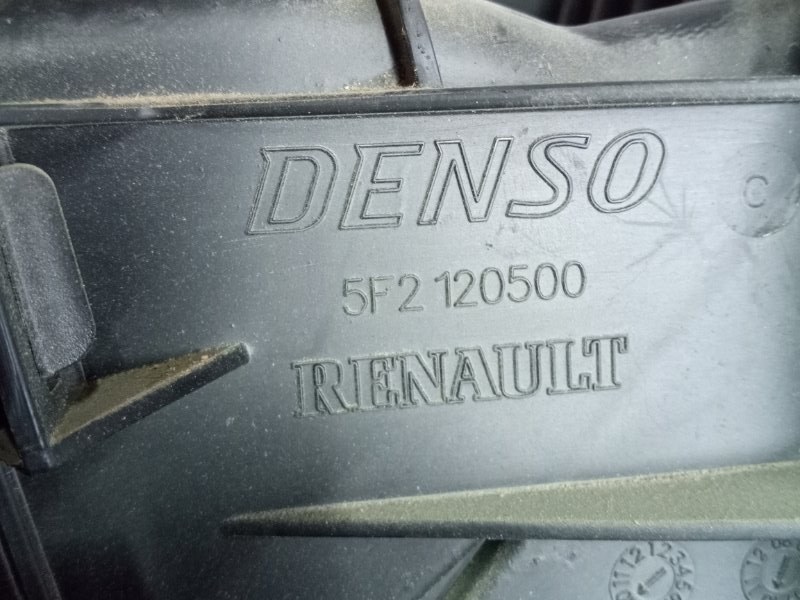 DENSO
C
5F2 120500
RENAULT